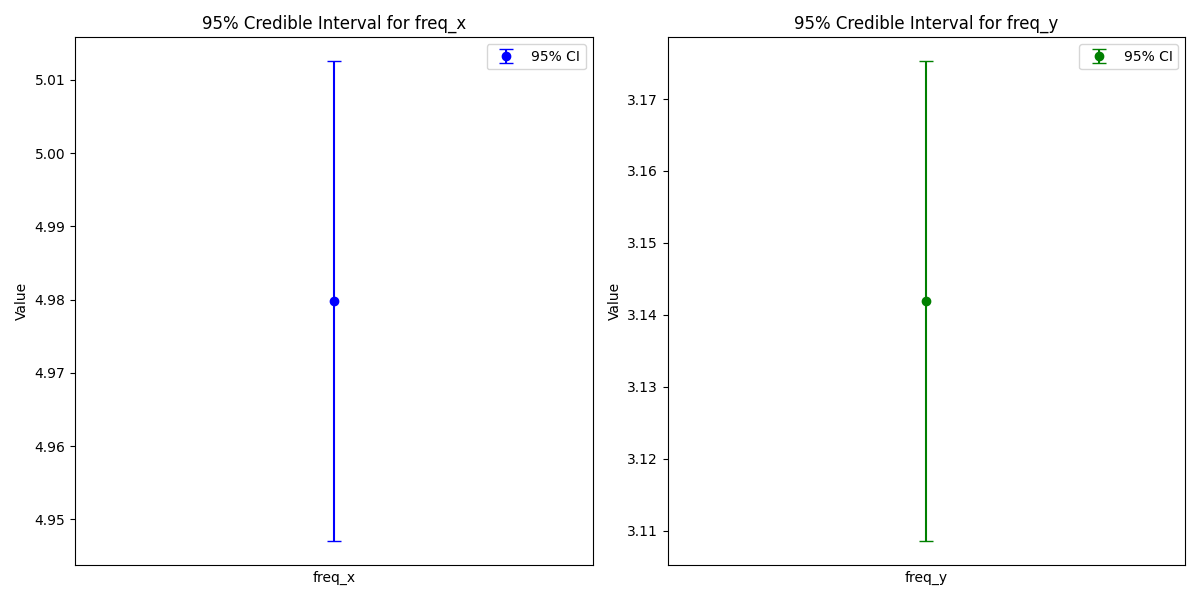 95% Credible Interval for freq_x
95% CI
5.01
5.00
4.99
4.98
4.97
4.96
4.95
Value
freq_x
95% Credible Interval for freq_y
95% CI
3.17
3.16
3.15
3.14
3.13
3.12
3.11
Value
freq_y